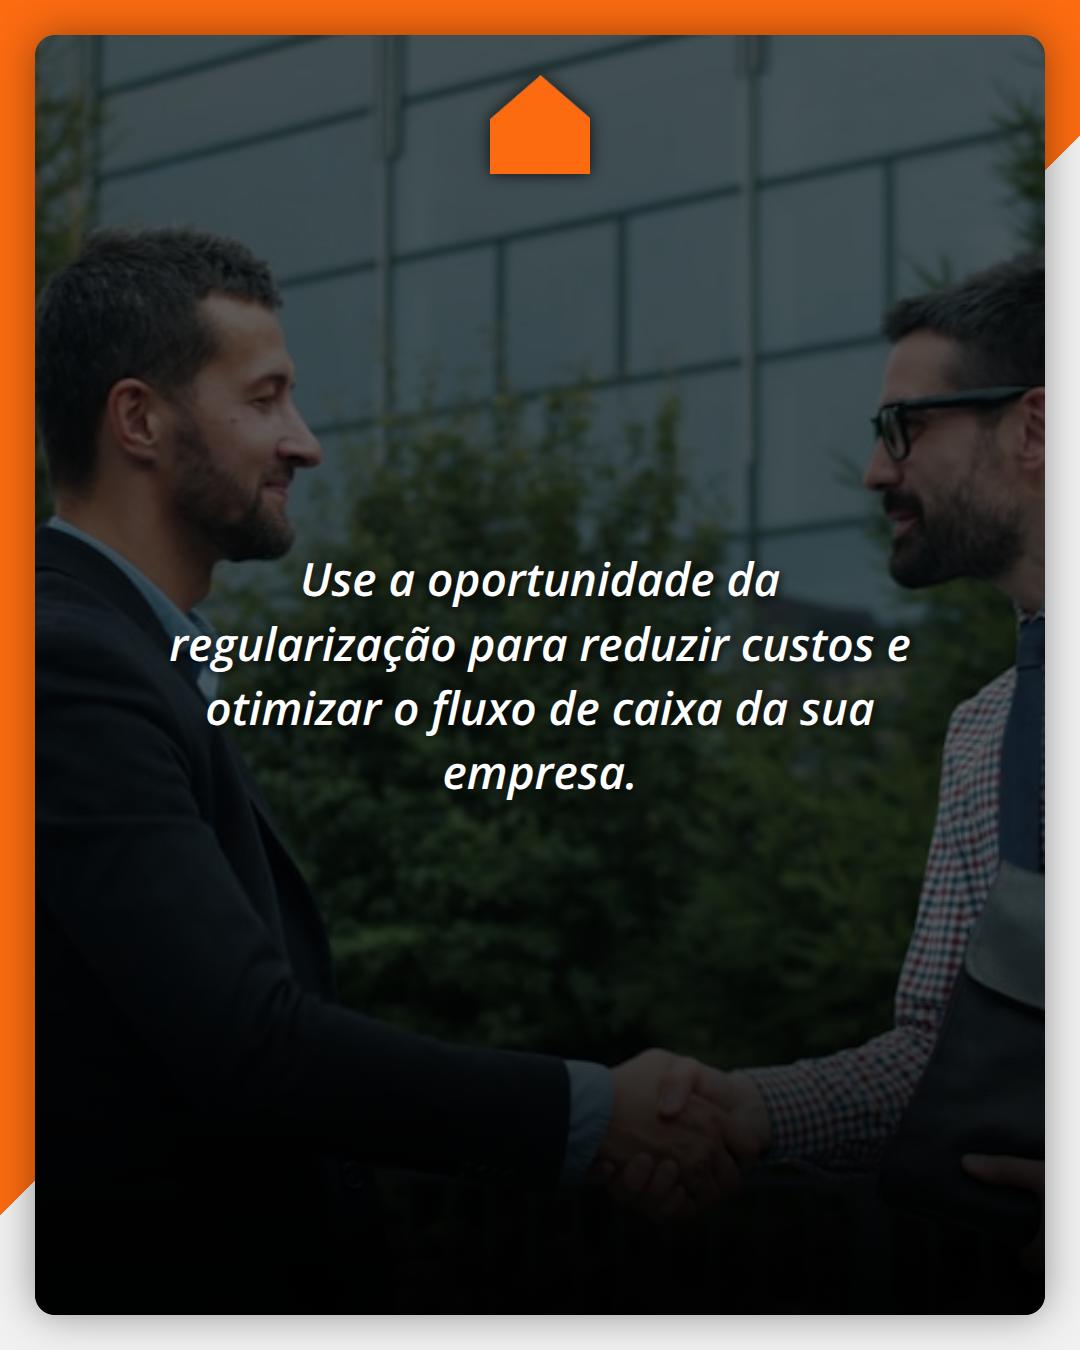 Use a oportunidade da
regularização para reduzir custos e
otimizar o fluxo de caixa da sua
empresa.